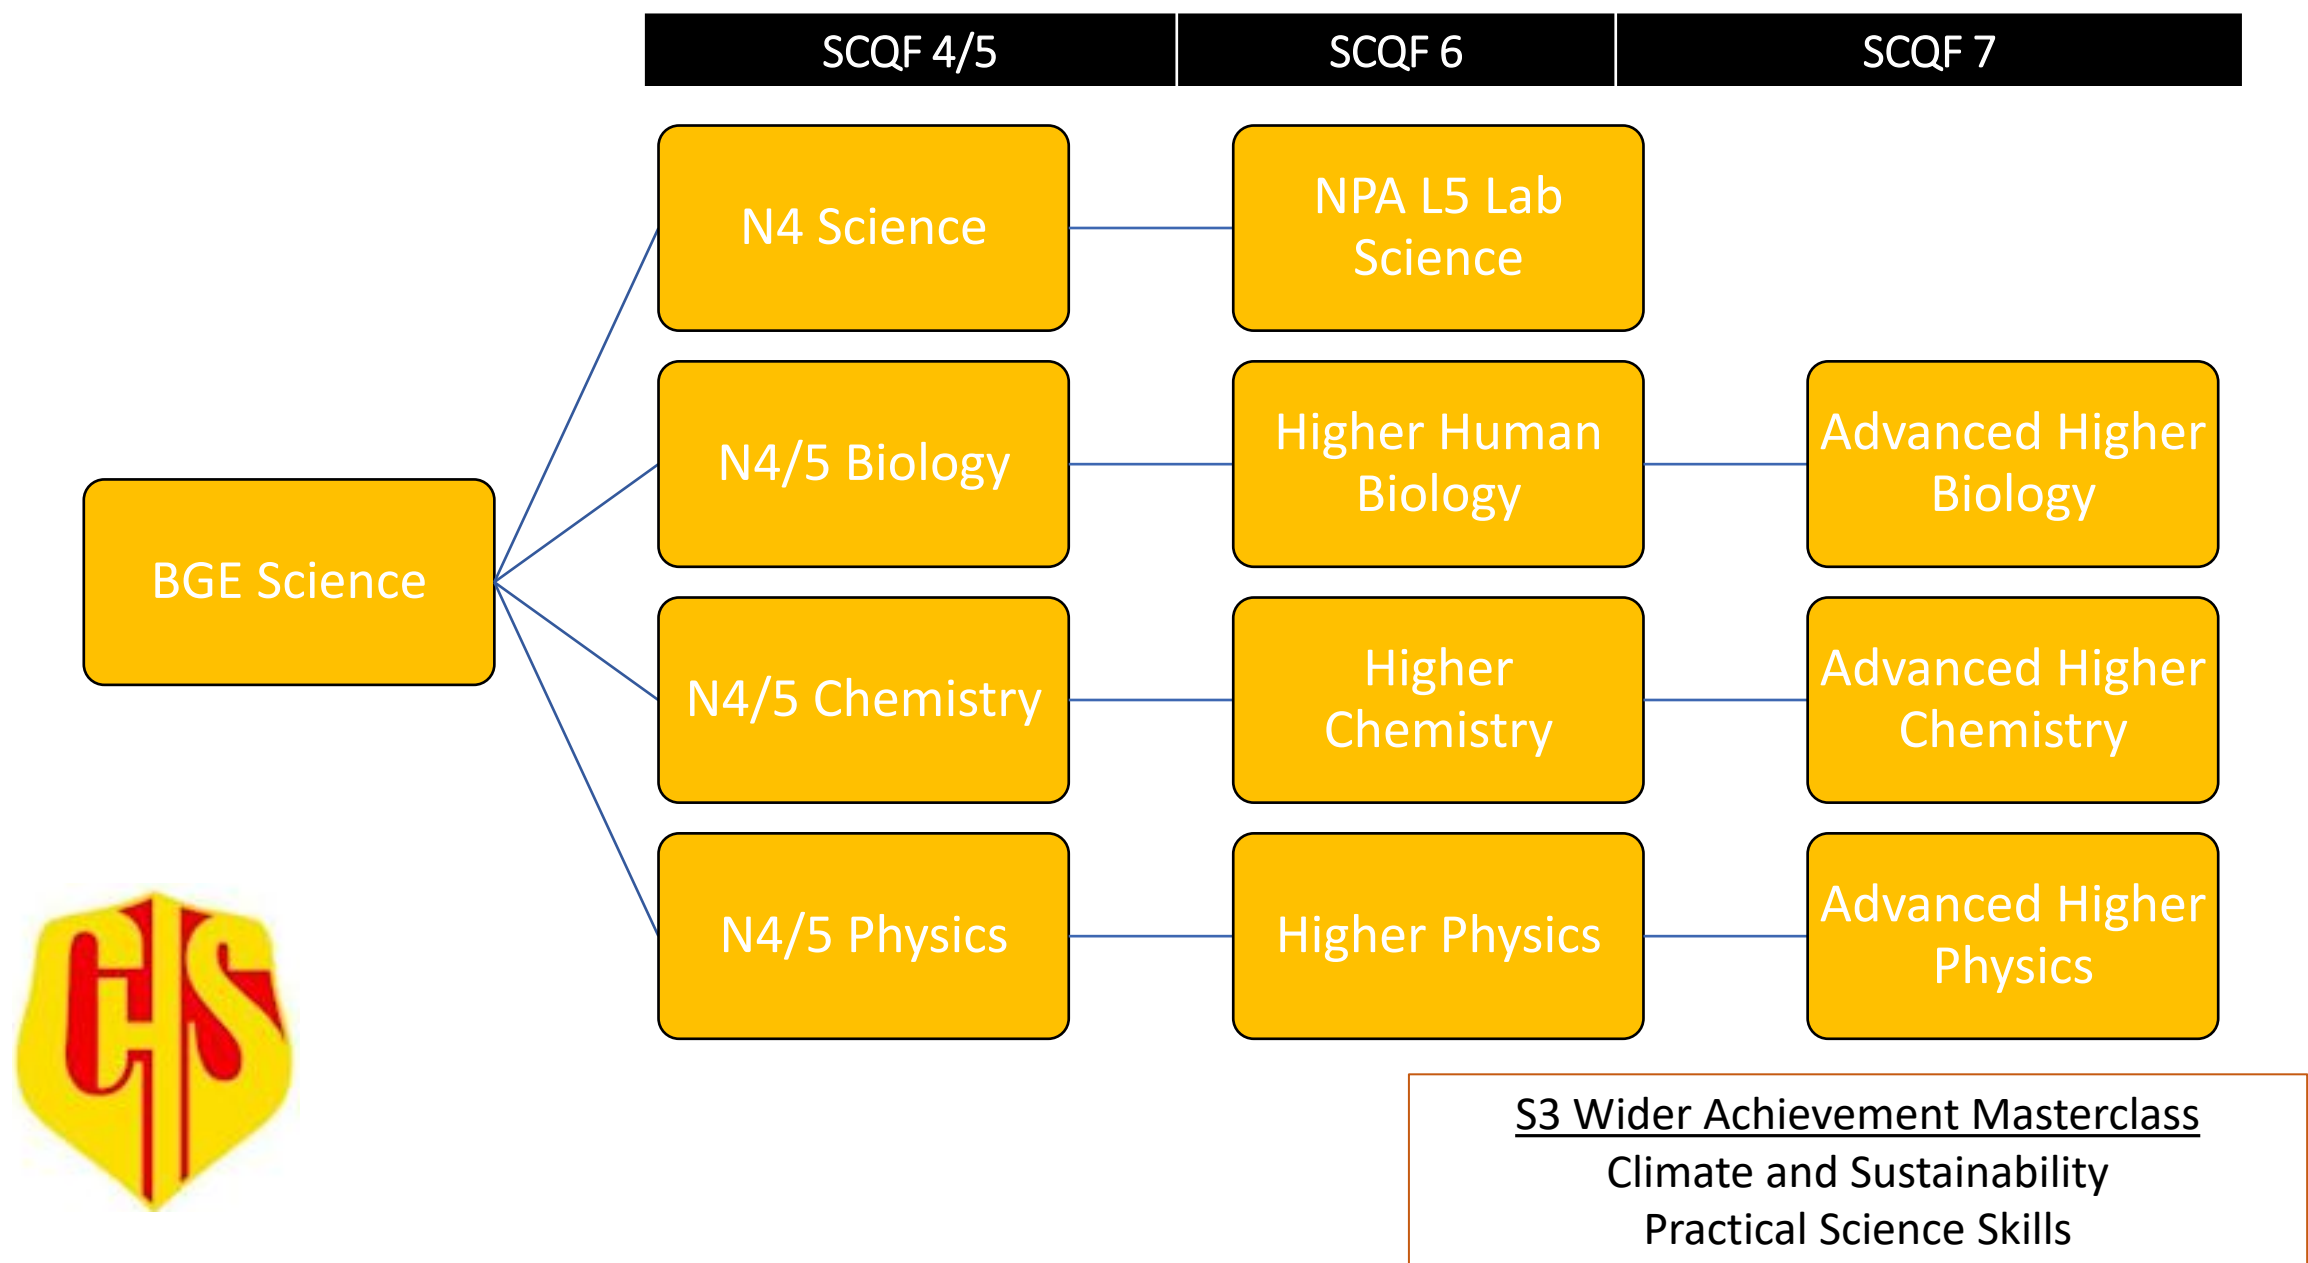 SCQF 4/5
SCQF 6
SCQF 7
N4 Science
NPA L5 Lab
Science
N4/5 Biology
Higher Human
Biology
Advanced Higher
Biology
BGE Science
N4/5 Chemistry
Higher
Chemistry
Advanced Higher
Chemistry
N4/5 Physics
Higher Physics
Advanced Higher
Physics
CHS
S3 Wider Achievement Masterclass
Climate and Sustainability
Practical Science Skills